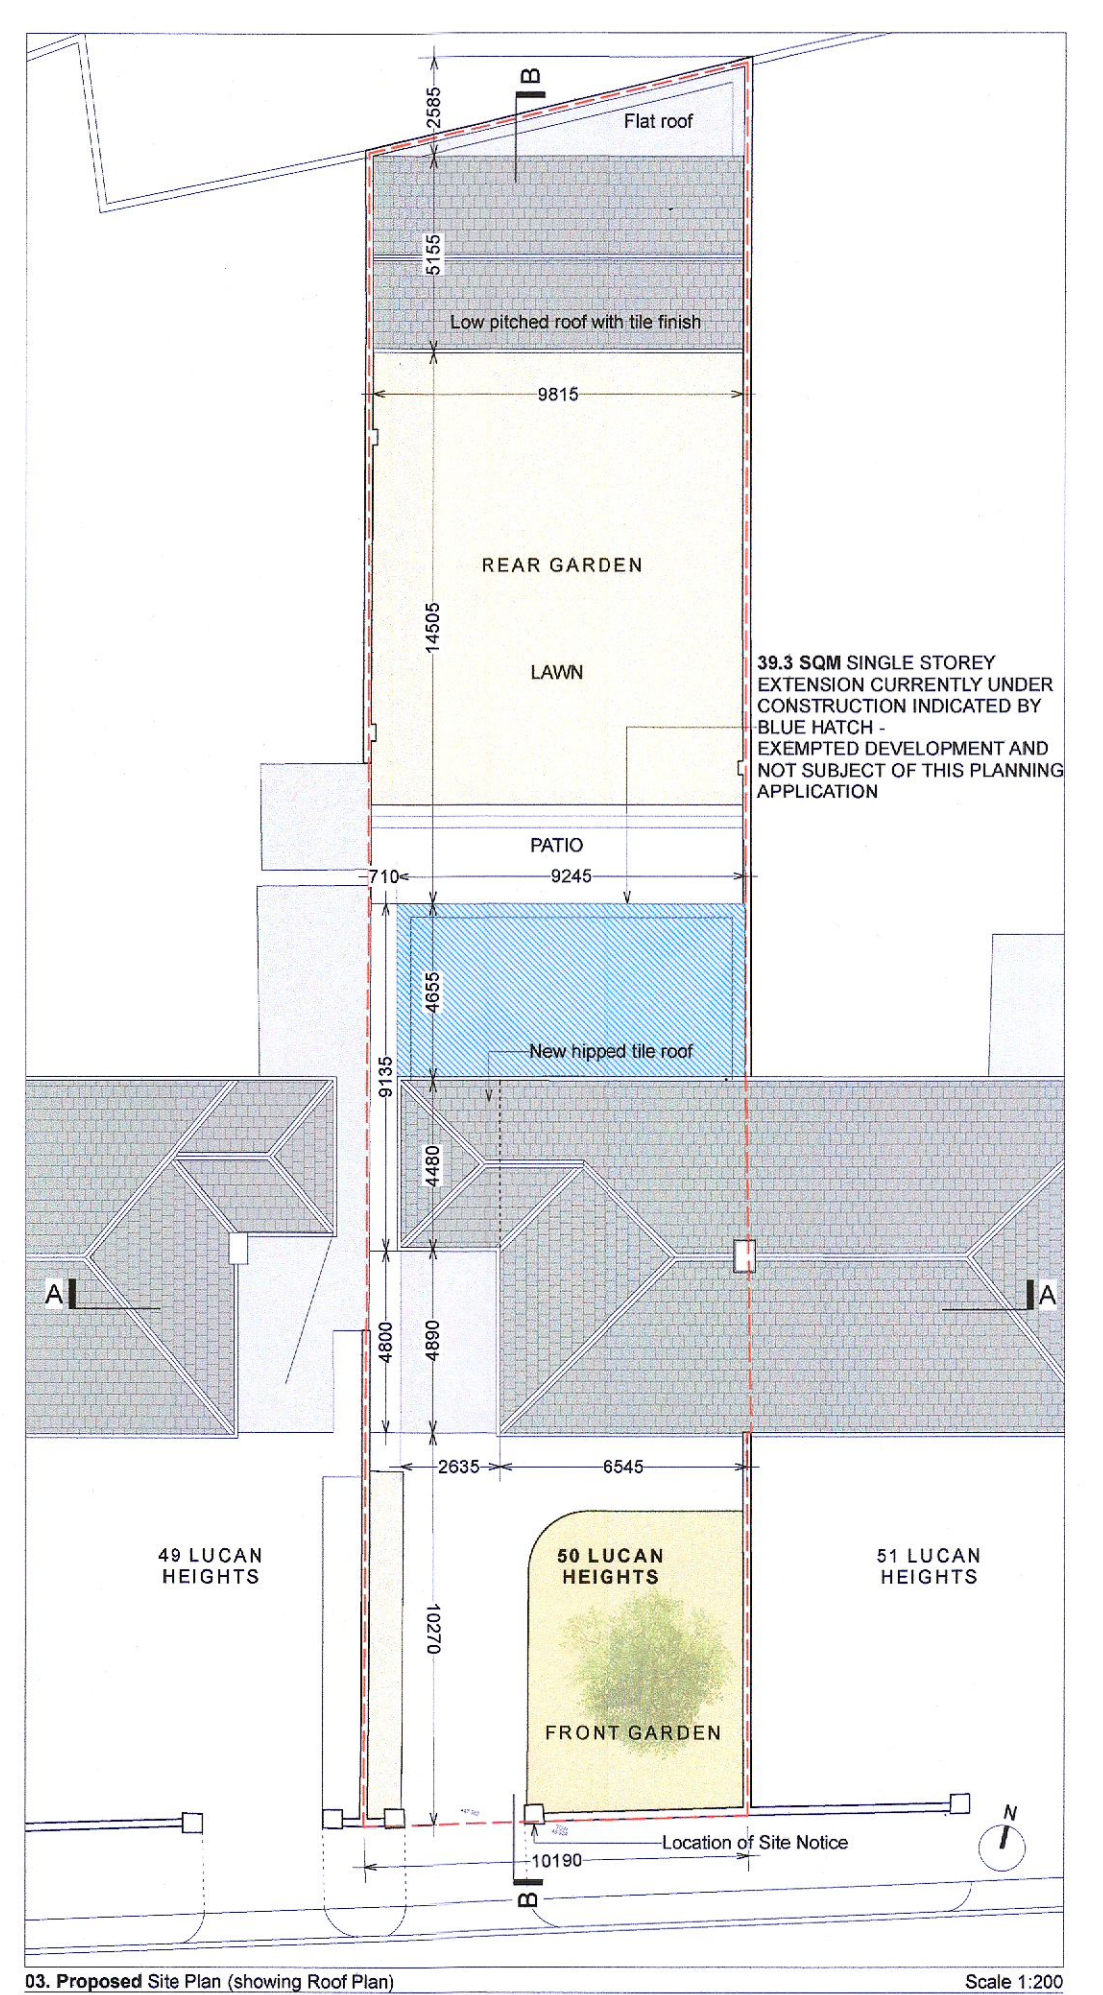 B
2585
Flat roof
5155
Low pitched roof with tile finish
9815
REAR GARDEN
14505
LAWN
39.3 SQM SINGLE STOREY
EXTENSION CURRENTLY UNDER
CONSTRUCTION INDICATED BY
BLUE HATCH -
EXEMPTED DEVELOPMENT AND
NOT SUBJECT OF THIS PLANNING
APPLICATION
PATIO
710
9245
4655
New hipped tile roof
9135
4480
A
A
4800
4890
2635
6545
49 LUCAN
HEIGHTS
50 LUCAN
HEIGHTS
51 LUCAN
HEIGHTS
10270
FRONT GARDEN
N
Location of Site Notice
10190
B
03. Proposed Site Plan (showing Roof Plan)
Scale 1:200